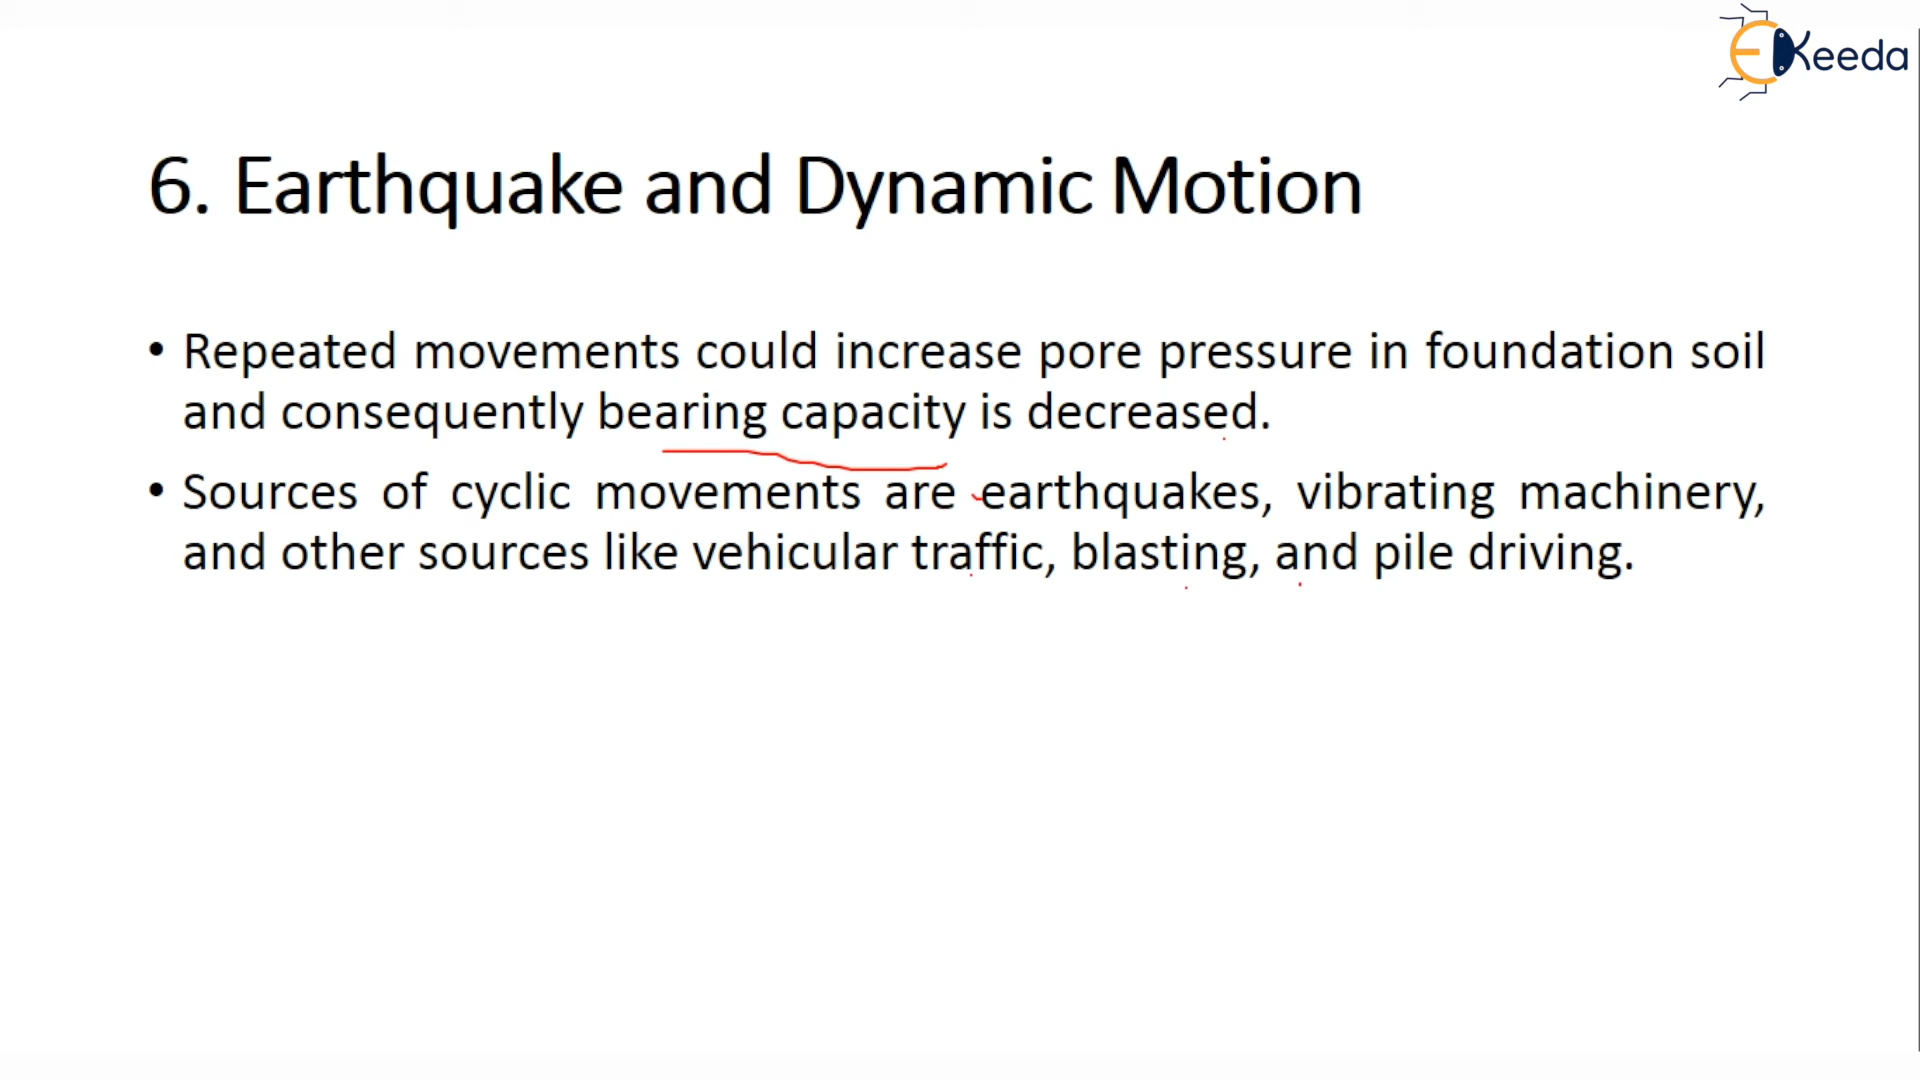 EKeeda
6. Earthquake and Dynamic Motion
• Repeated movements could increase pore pressure in foundation soil
and consequently bearing capacity is decreased.
• Sources of cyclic movements are earthquakes, vibrating machinery,
and other sources like vehicular traffic, blasting, and pile driving.